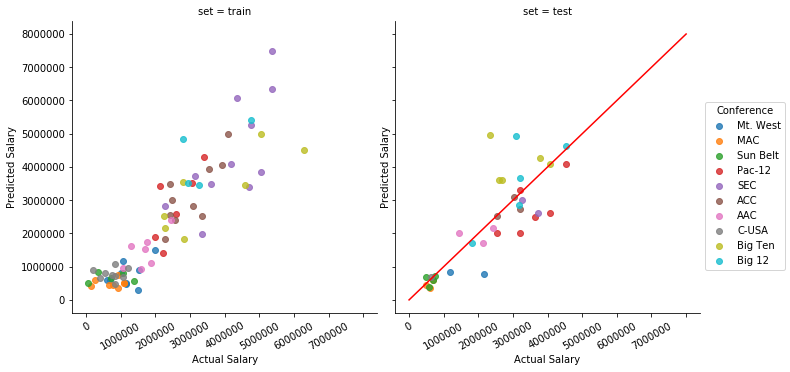 set = train
set = test
8000000
7000000
6000000
5000000
4000000
3000000
2000000
1000000
0
Predicted Salary
Predicted Salary
0
1000000
2000000
3000000
4000000
5000000
6000000
7000000
0
1000000
2000000
3000000
4000000
5000000
6000000
7000000
Actual Salary
Actual Salary
Conference
Mt. West
MAC
Sun Belt
Pac-12
SEC
ACC
AAC
C-USA
Big Ten
Big 12